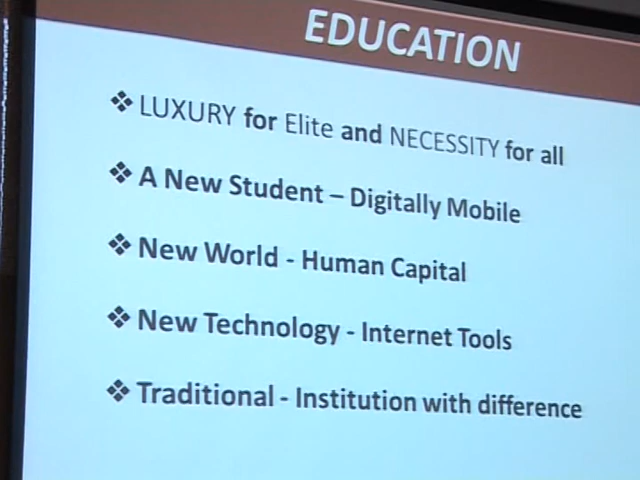 EDUCATION
❖ LUXURY for Elite and NECESSITY for all
❖ A New Student – Digitally Mobile
❖ New World - Human Capital
❖ New Technology - Internet Tools
❖ Traditional - Institution with difference